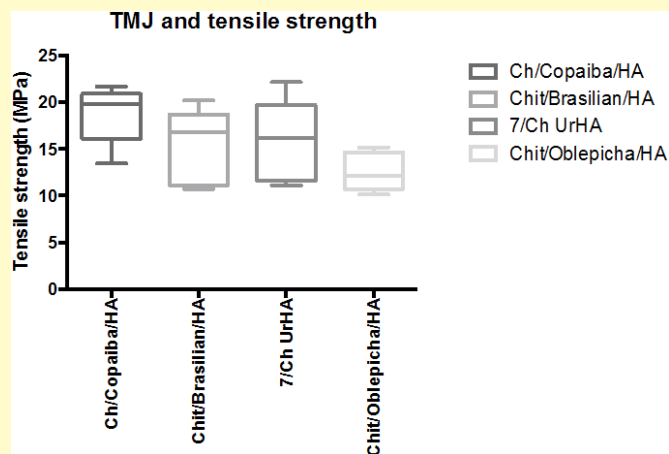 TMJ and tensile strength
Tensile strength (MPa)
25
20
15
10
5
0
Ch/Copaiba/HA
Chit/Brasilian/HA
7/Ch UrHA
Chit/Oblepicha/HA
Ch/Copaiba/HA
Chit/Brasilian/HA
7/Ch UrHA
Chit/Oblepicha/HA